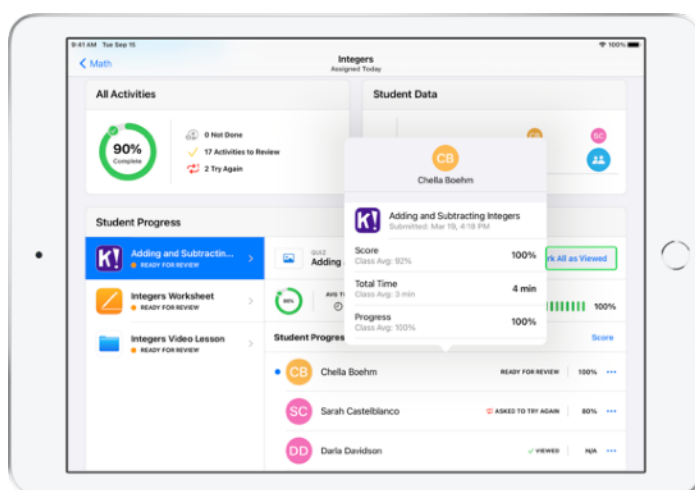 9:41 AM Tue Sep 15
100%
Math
Integers
Assigned Today
All Activities
90%
Complete
0 Not Done
17 Activities to Review
2 Try Again
Student Data
CB
SC
CB
Chella Boehm
K!
Adding and Subtracting Integers
Submitted: Mar 19, 4:18 PM
Score
Class Avg: 92%
100%
Total Time
Class Avg: 3 min
4 min
Progress
Class Avg: 100%
100%
Student Progress
K!
Adding and Subtractin...
READY FOR REVIEW
Integers Worksheet
READY FOR REVIEW
Integers Video Lesson
READY FOR REVIEW
QUIZ
Adding
rk All as Viewed
AVG T
100%
Student Progres
Score
CB
Chella Boehm
READY FOR REVIEW
100%
SC
Sarah Castelblanco
ASKED TO TRY AGAIN
80%
DD
Darla Davidson
VIEWED
N/A